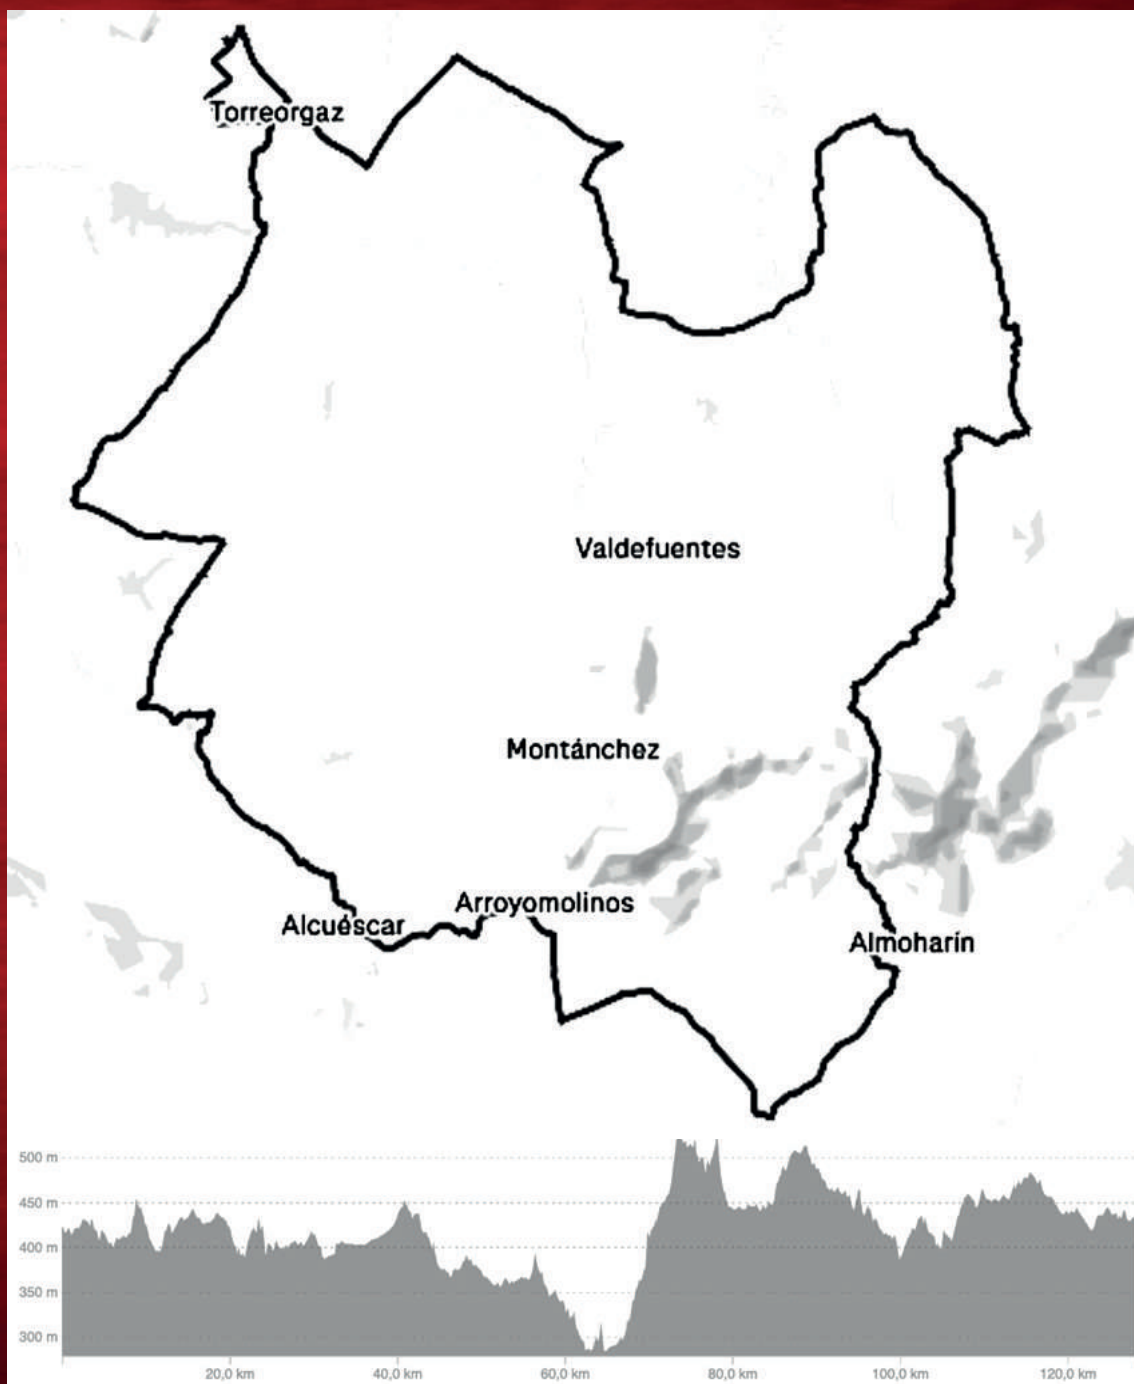 Torreorgaz
Valdefuentes
Montánchez
Arroyomolinos
Alcuéscar
Almoharín
500 m
450 m
400 m
350 m
300 m
20,0 km 40,0 km 60,0 km 80,0 km 100,0 km 120,0 km